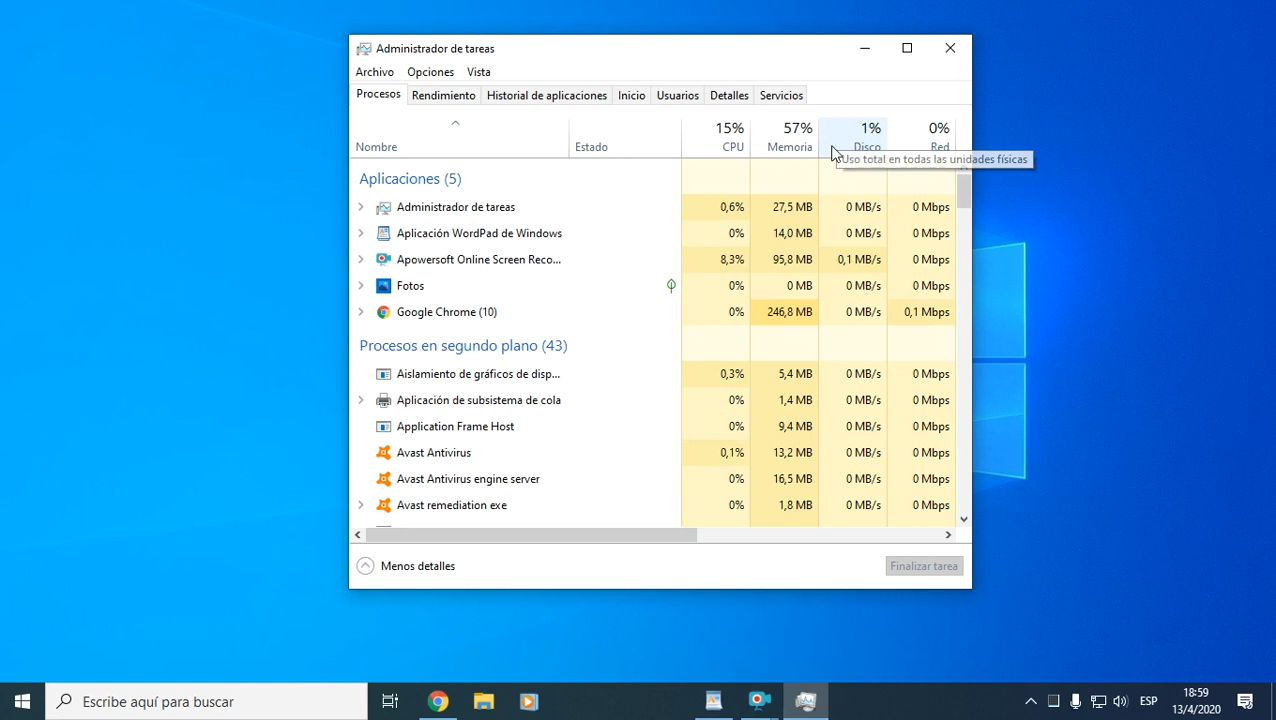 Administrador de tareas
Archivo Opciones Vista
Procesos Rendimiento Historial de aplicaciones Inicio Usuarios Detalles Servicios
15% 57% 1% 0%
Nombre Estado CPU Memoria Disco Red
Uso total en todas las unidades físicas
Aplicaciones (5)
Administrador de tareas 0,6% 27,5 MB 0 MB/s 0 Mbps
Aplicación WordPad de Windows 0% 14,0 MB 0 MB/s 0 Mbps
Apowersoft Online Screen Reco... 8,3% 95,8 MB 0,1 MB/s 0 Mbps
Fotos 0% 0 MB 0 MB/s 0 Mbps
Google Chrome (10) 0% 246,8 MB 0 MB/s 0,1 Mbps
Procesos en segundo plano (43)
Aislamiento de gráficos de disp... 0,3% 5,4 MB 0 MB/s 0 Mbps
Aplicación de subsistema de cola 0% 1,4 MB 0 MB/s 0 Mbps
Application Frame Host 0% 9,4 MB 0 MB/s 0 Mbps
Avast Antivirus 0,1% 13,2 MB 0 MB/s 0 Mbps
Avast Antivirus engine server 0% 16,5 MB 0 MB/s 0 Mbps
Avast remediation exe 0% 1,8 MB 0 MB/s 0 Mbps
Menos detalles Finalizar tarea
Escribe aquí para buscar
ESP
18:59
13/4/2020